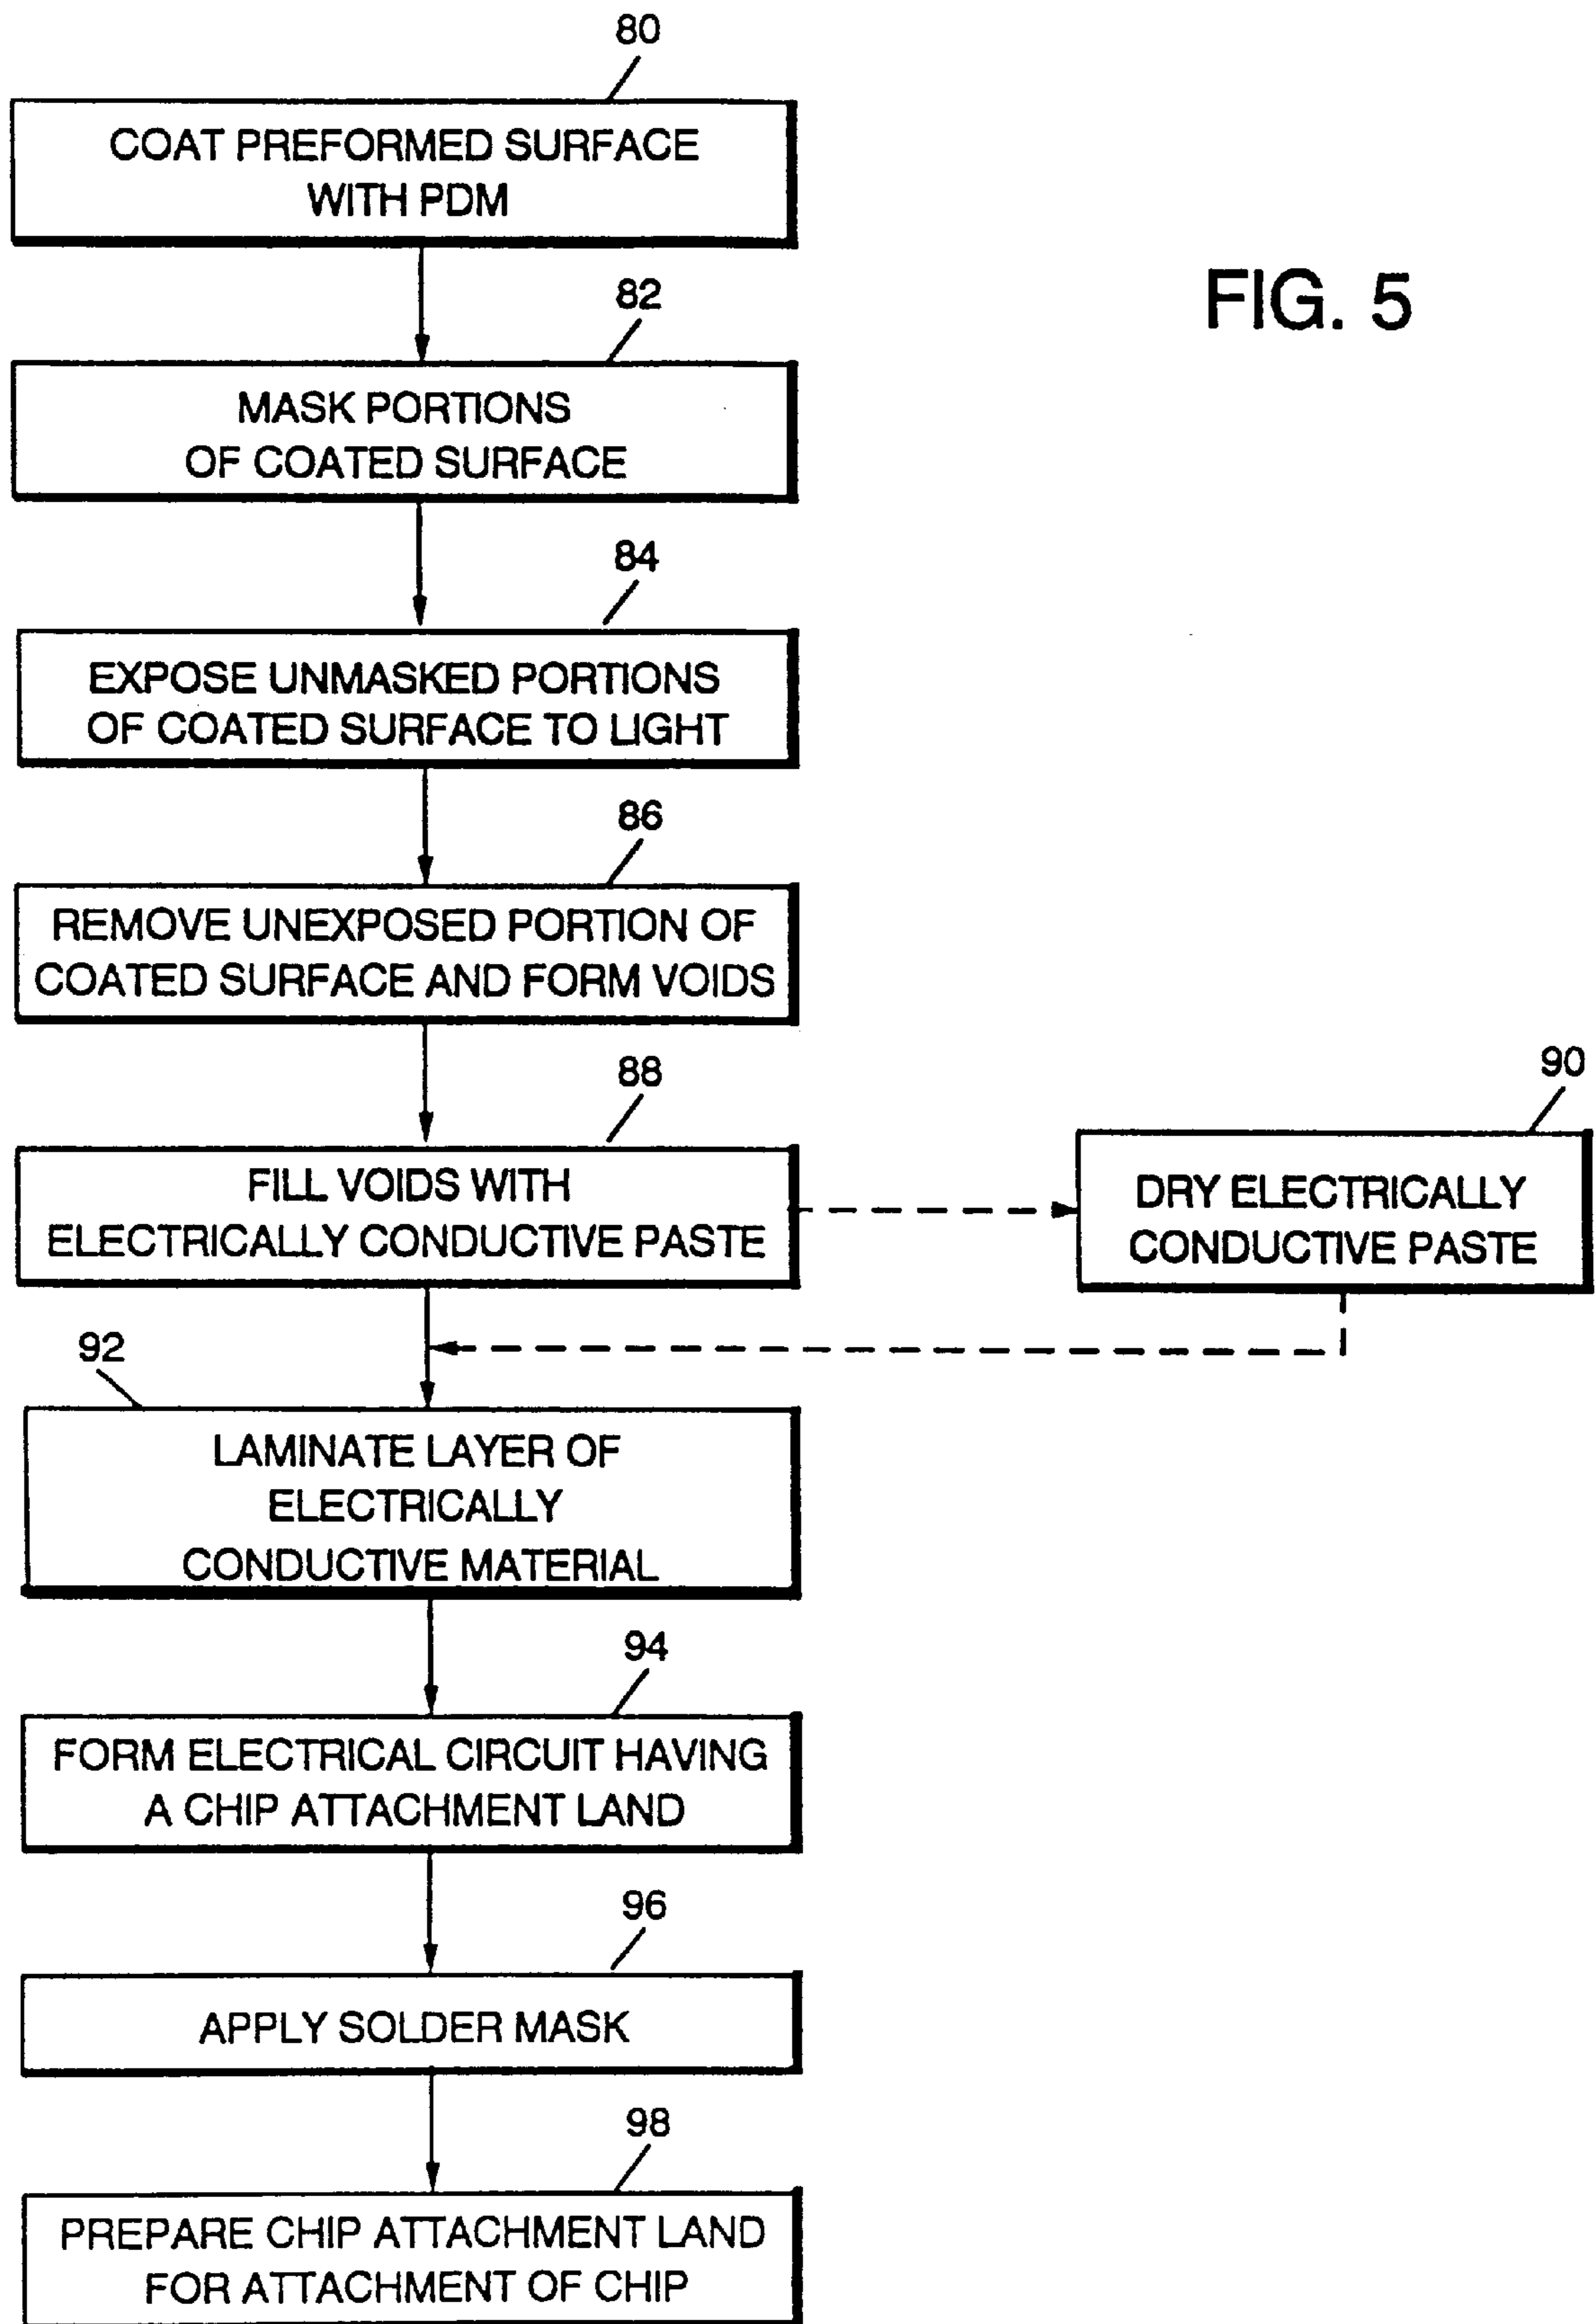 80
COAT PREFORMED SURFACE
WITH PDM
FIG. 5
82
MASK PORTIONS
OF COATED SURFACE
84
EXPOSE UNMASKED PORTIONS
OF COATED SURFACE TO LIGHT
86
REMOVE UNEXPOSED PORTION OF
COATED SURFACE AND FORM VOIDS
88
FILL VOIDS WITH
ELECTRICALLY CONDUCTIVE PASTE
90
DRY ELECTRICALLY
CONDUCTIVE PASTE
92
LAMINATE LAYER OF
ELECTRICALLY
CONDUCTIVE MATERIAL
94
FORM ELECTRICAL CIRCUIT HAVING
A CHIP ATTACHMENT LAND
96
APPLY SOLDER MASK
98
PREPARE CHIP ATTACHMENT LAND
FOR ATTACHMENT OF CHIP